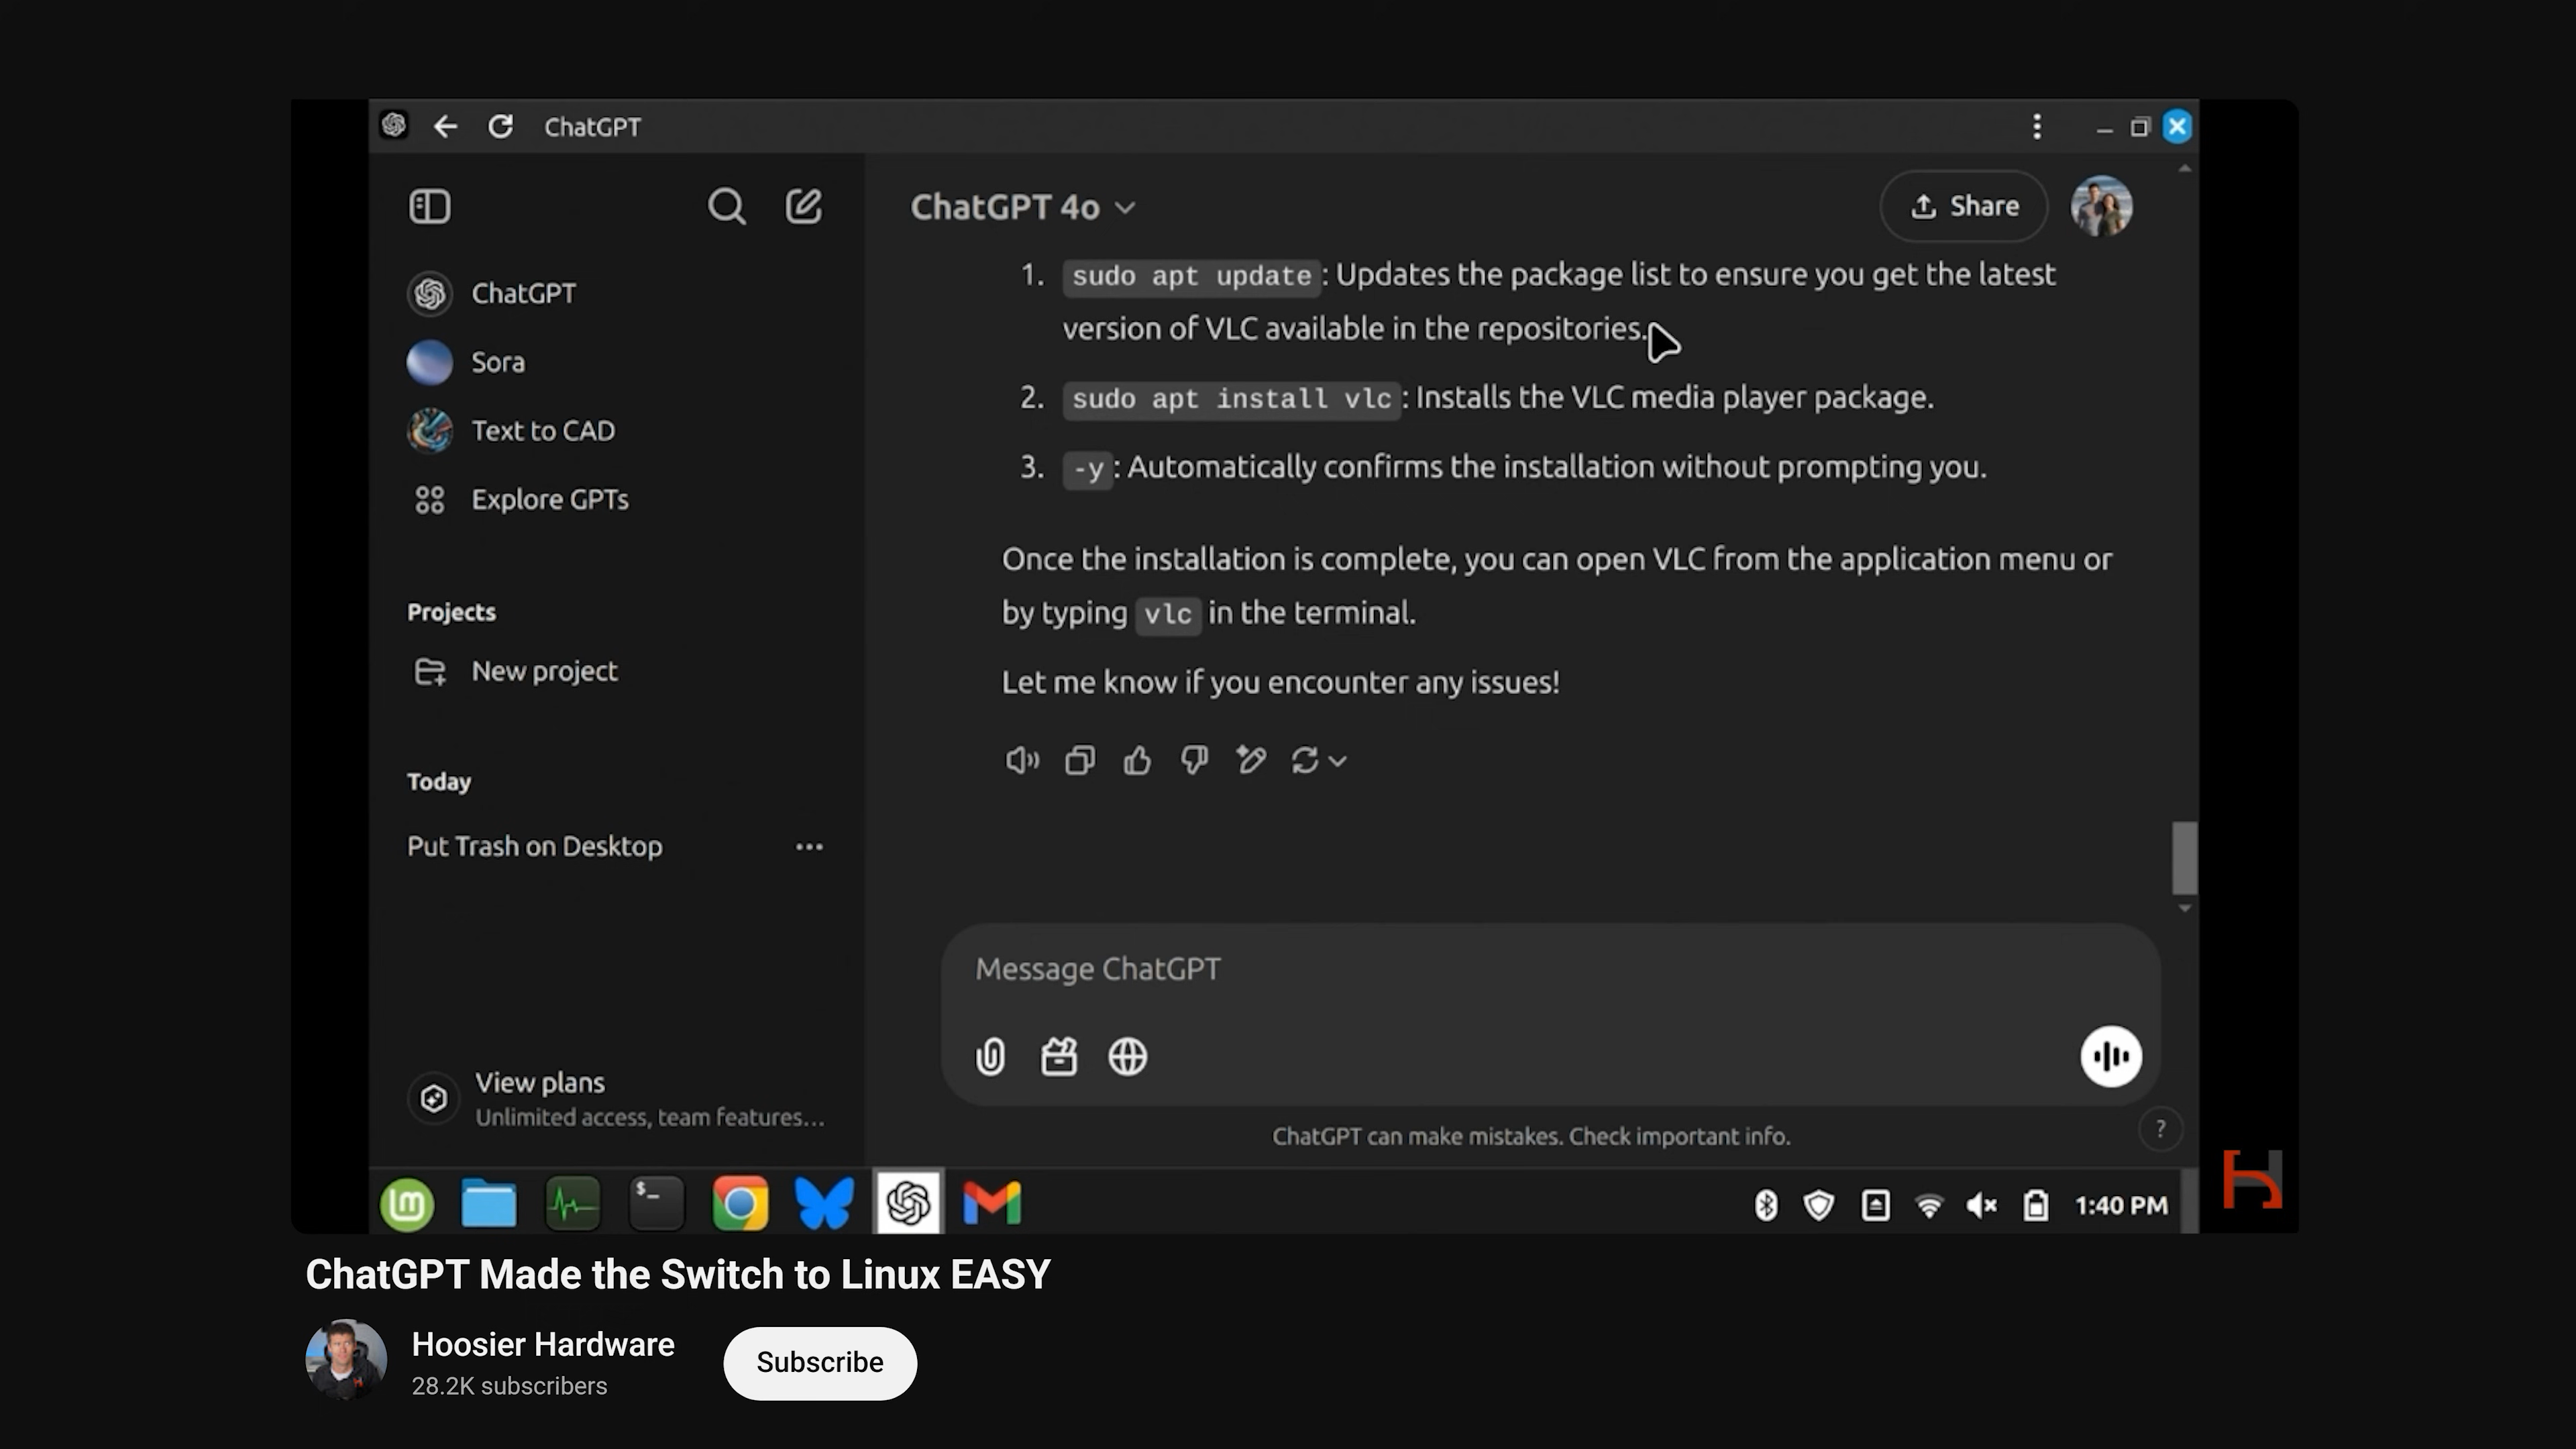 ChatGPT
ChatGPT
Sora
Text to CAD
Explore GPTs
Projects
New project
Today
Put Trash on Desktop
View plans
Unlimited access, team features...
ChatGPT 4o
Share
1. sudo apt update: Updates the package list to ensure you get the latest
version of VLC available in the repositories.
2. sudo apt install vlc: Installs the VLC media player package.
3. -y: Automatically confirms the installation without prompting you.
Once the installation is complete, you can open VLC from the application menu or
by typing vlc in the terminal.
Let me know if you encounter any issues!
Message ChatGPT
ChatGPT can make mistakes. Check important info.
?
$_
1:40 PM
ChatGPT Made the Switch to Linux EASY
Hoosier Hardware
28.2K subscribers
Subscribe